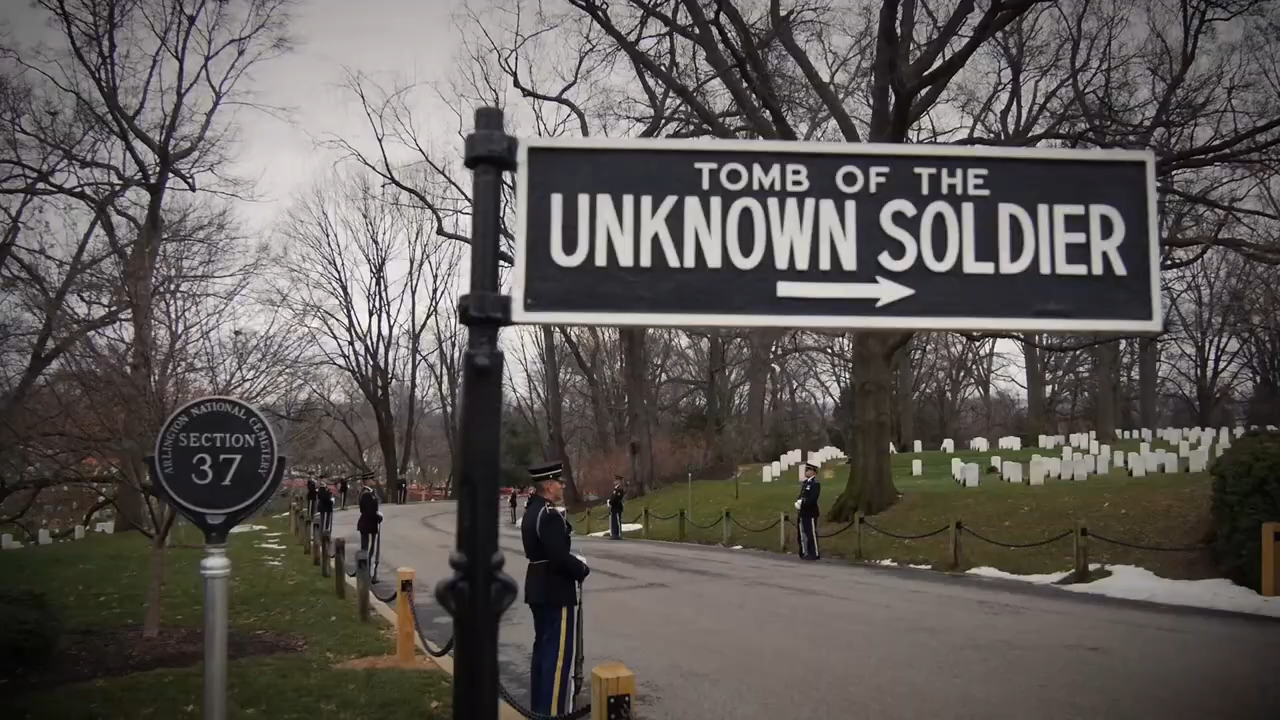 TOMB OF THE
UNKNOWN SOLDIER
ARLINGTON NATIONAL CEMETERY
SECTION
37